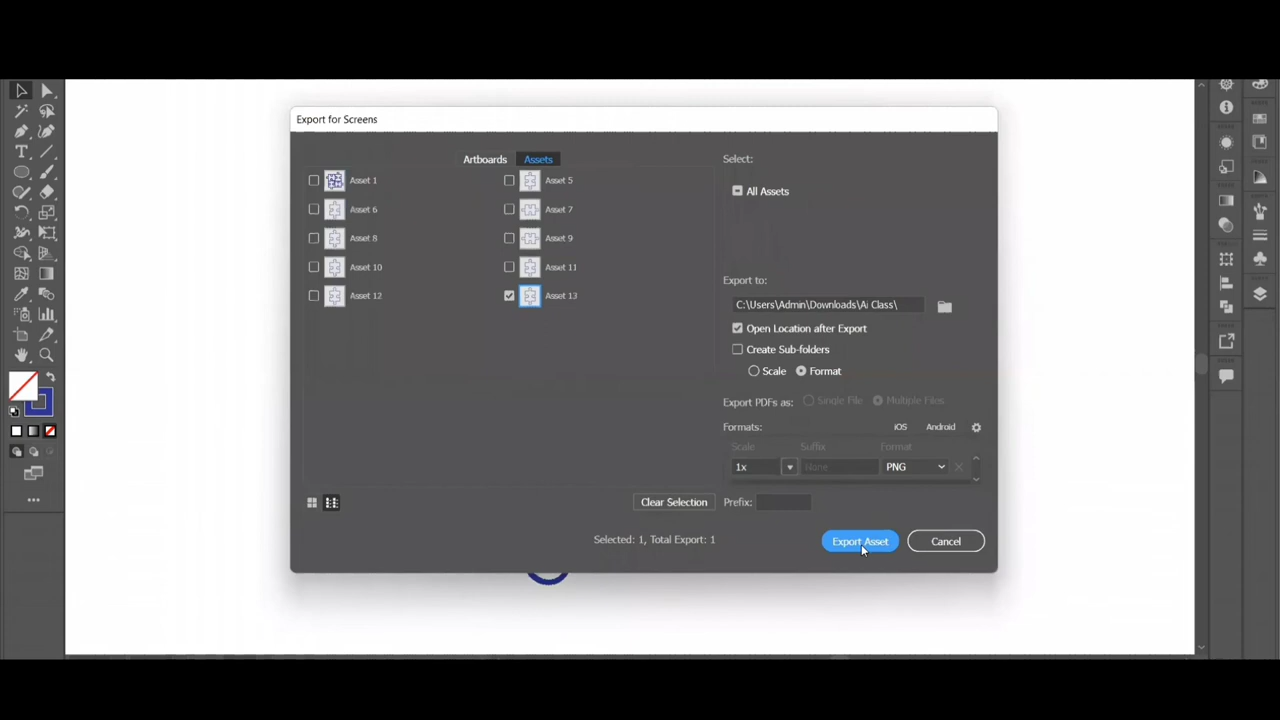 Export for Screens
Artboards Assets
Asset 1 Asset 5
Asset 6 Asset 7
Asset 8 Asset 9
Asset 10 Asset 11
Asset 12 Asset 13
Clear Selection
Selected: 1, Total Export: 1
Select:
All Assets
Export to:
C:\Users\Admin\Downloads\Ai Class\
Open Location after Export
Create Sub-folders
Scale Format
Export PDFs as: Single File Multiple Files
Formats: iOS Android
Scale Suffix Format
1x None PNG
Prefix:
Export Asset Cancel